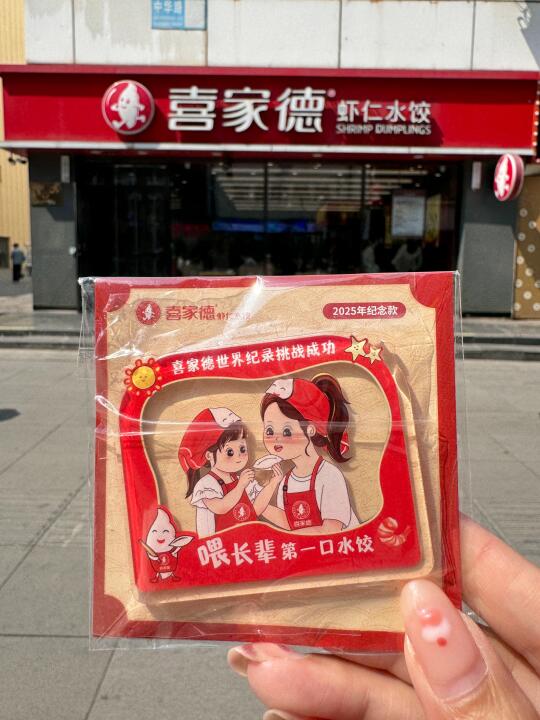 中华路
喜家德®
虾仁水饺
SHRIMP DUMPLINGS
喜家德
2025年纪念款
喜家德世界纪录挑战成功
喂长辈第一口水饺